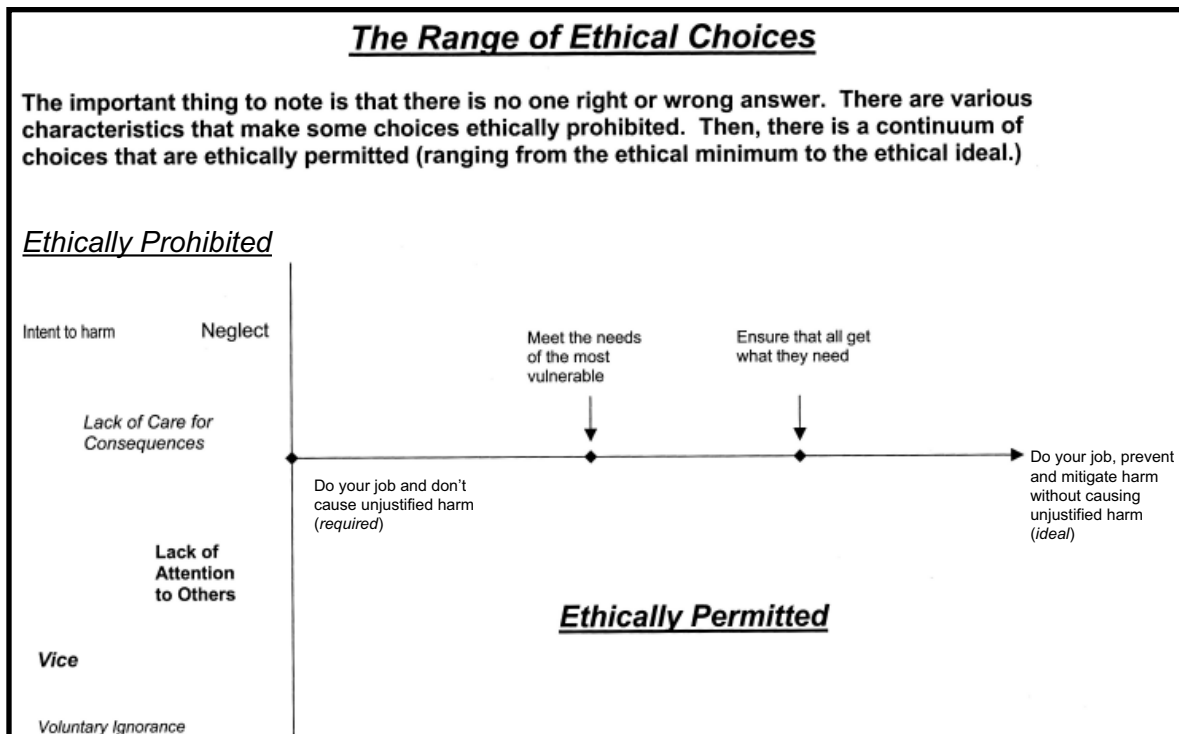 The Range of Ethical Choices
The important thing to note is that there is no one right or wrong answer.  There are various
characteristics that make some choices ethically prohibited.  Then, there is a continuum of
choices that are ethically permitted (ranging from the ethical minimum to the ethical ideal.)
Ethically Prohibited
Intent to harm
Neglect
Lack of Care for
Consequences
Lack of
Attention
to Others
Vice
Voluntary Ignorance
Meet the needs
of the most
vulnerable
Ensure that all get
what they need
Do your job and don't
cause unjustified harm
(required)
Do your job, prevent
and mitigate harm
without causing
unjustified harm
(ideal)
Ethically Permitted